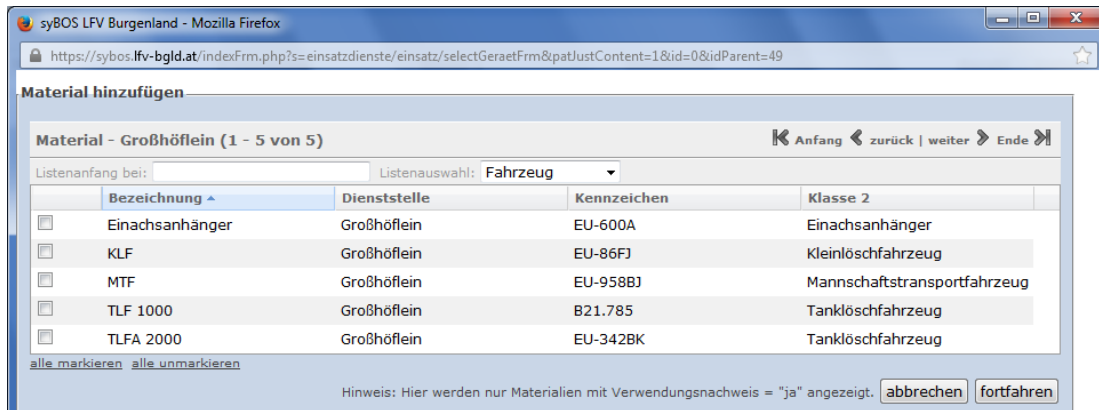 syBOS LFV Burgenland - Mozilla Firefox
https://sybos.lfv-bgld.at/indexFrm.php?s=einsatzdienste/einsatz/selectGeraetFrm&patJustContent=1&id=0&idParent=49
Material hinzufügen
Material - Großhöflein (1 - 5 von 5) Anfang zurück | weiter Ende
Listenanfang bei: Listenauswahl: Fahrzeug
Bezeichnung Dienststelle Kennzeichen Klasse 2
Einachsanhänger Großhöflein EU-600A Einachsanhänger
KLF Großhöflein EU-86FJ Kleinlöschfahrzeug
MTF Großhöflein EU-958BJ Mannschaftstransportfahrzeug
TLF 1000 Großhöflein B21.785 Tanklöschfahrzeug
TLFA 2000 Großhöflein EU-342BK Tanklöschfahrzeug
alle markieren alle unmarkieren
Hinweis: Hier werden nur Materialien mit Verwendungsnachweis = "ja" angezeigt. abbrechen fortfahren